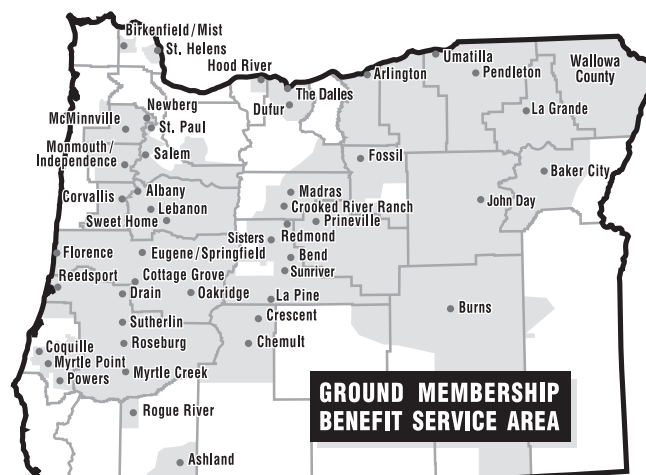 Birkenfield/Mist
St. Helens
Hood River
The Dalles
Dufur
Arlington
Umatilla
Pendleton
Wallowa
County
La Grande
Newberg
McMinnville
St. Paul
Monmouth/
Independence
Salem
Fossil
Baker City
Albany
Corvallis
Lebanon
Sweet Home
Madras
Crooked River Ranch
Prineville
John Day
Sisters
Redmond
Bend
Sunriver
Florence
Eugene/Springfield
Reedsport
Cottage Grove
Drain
Oakridge
La Pine
Burns
Crescent
Sutherlin
Chemult
Roseburg
Coquille
Myrtle Point
Powers
Myrtle Creek
Rogue River
Ashland
GROUND MEMBERSHIP
BENEFIT SERVICE AREA